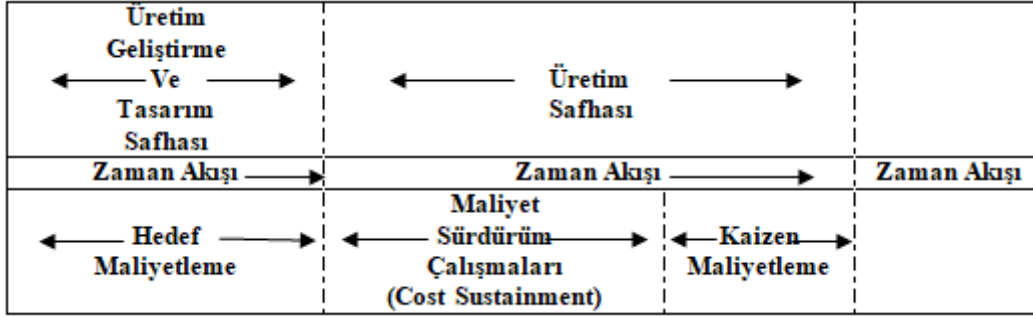 Üretim
Geliştirme
Ve
Tasarım
Safhası
Üretim
Safhası
Zaman Akışı
Zaman Akışı
Zaman Akışı
Hedef
Maliyetleme
Maliyet
Sürdürüm
Çalışmaları
(Cost Sustainment)
Kaizen
Maliyetleme